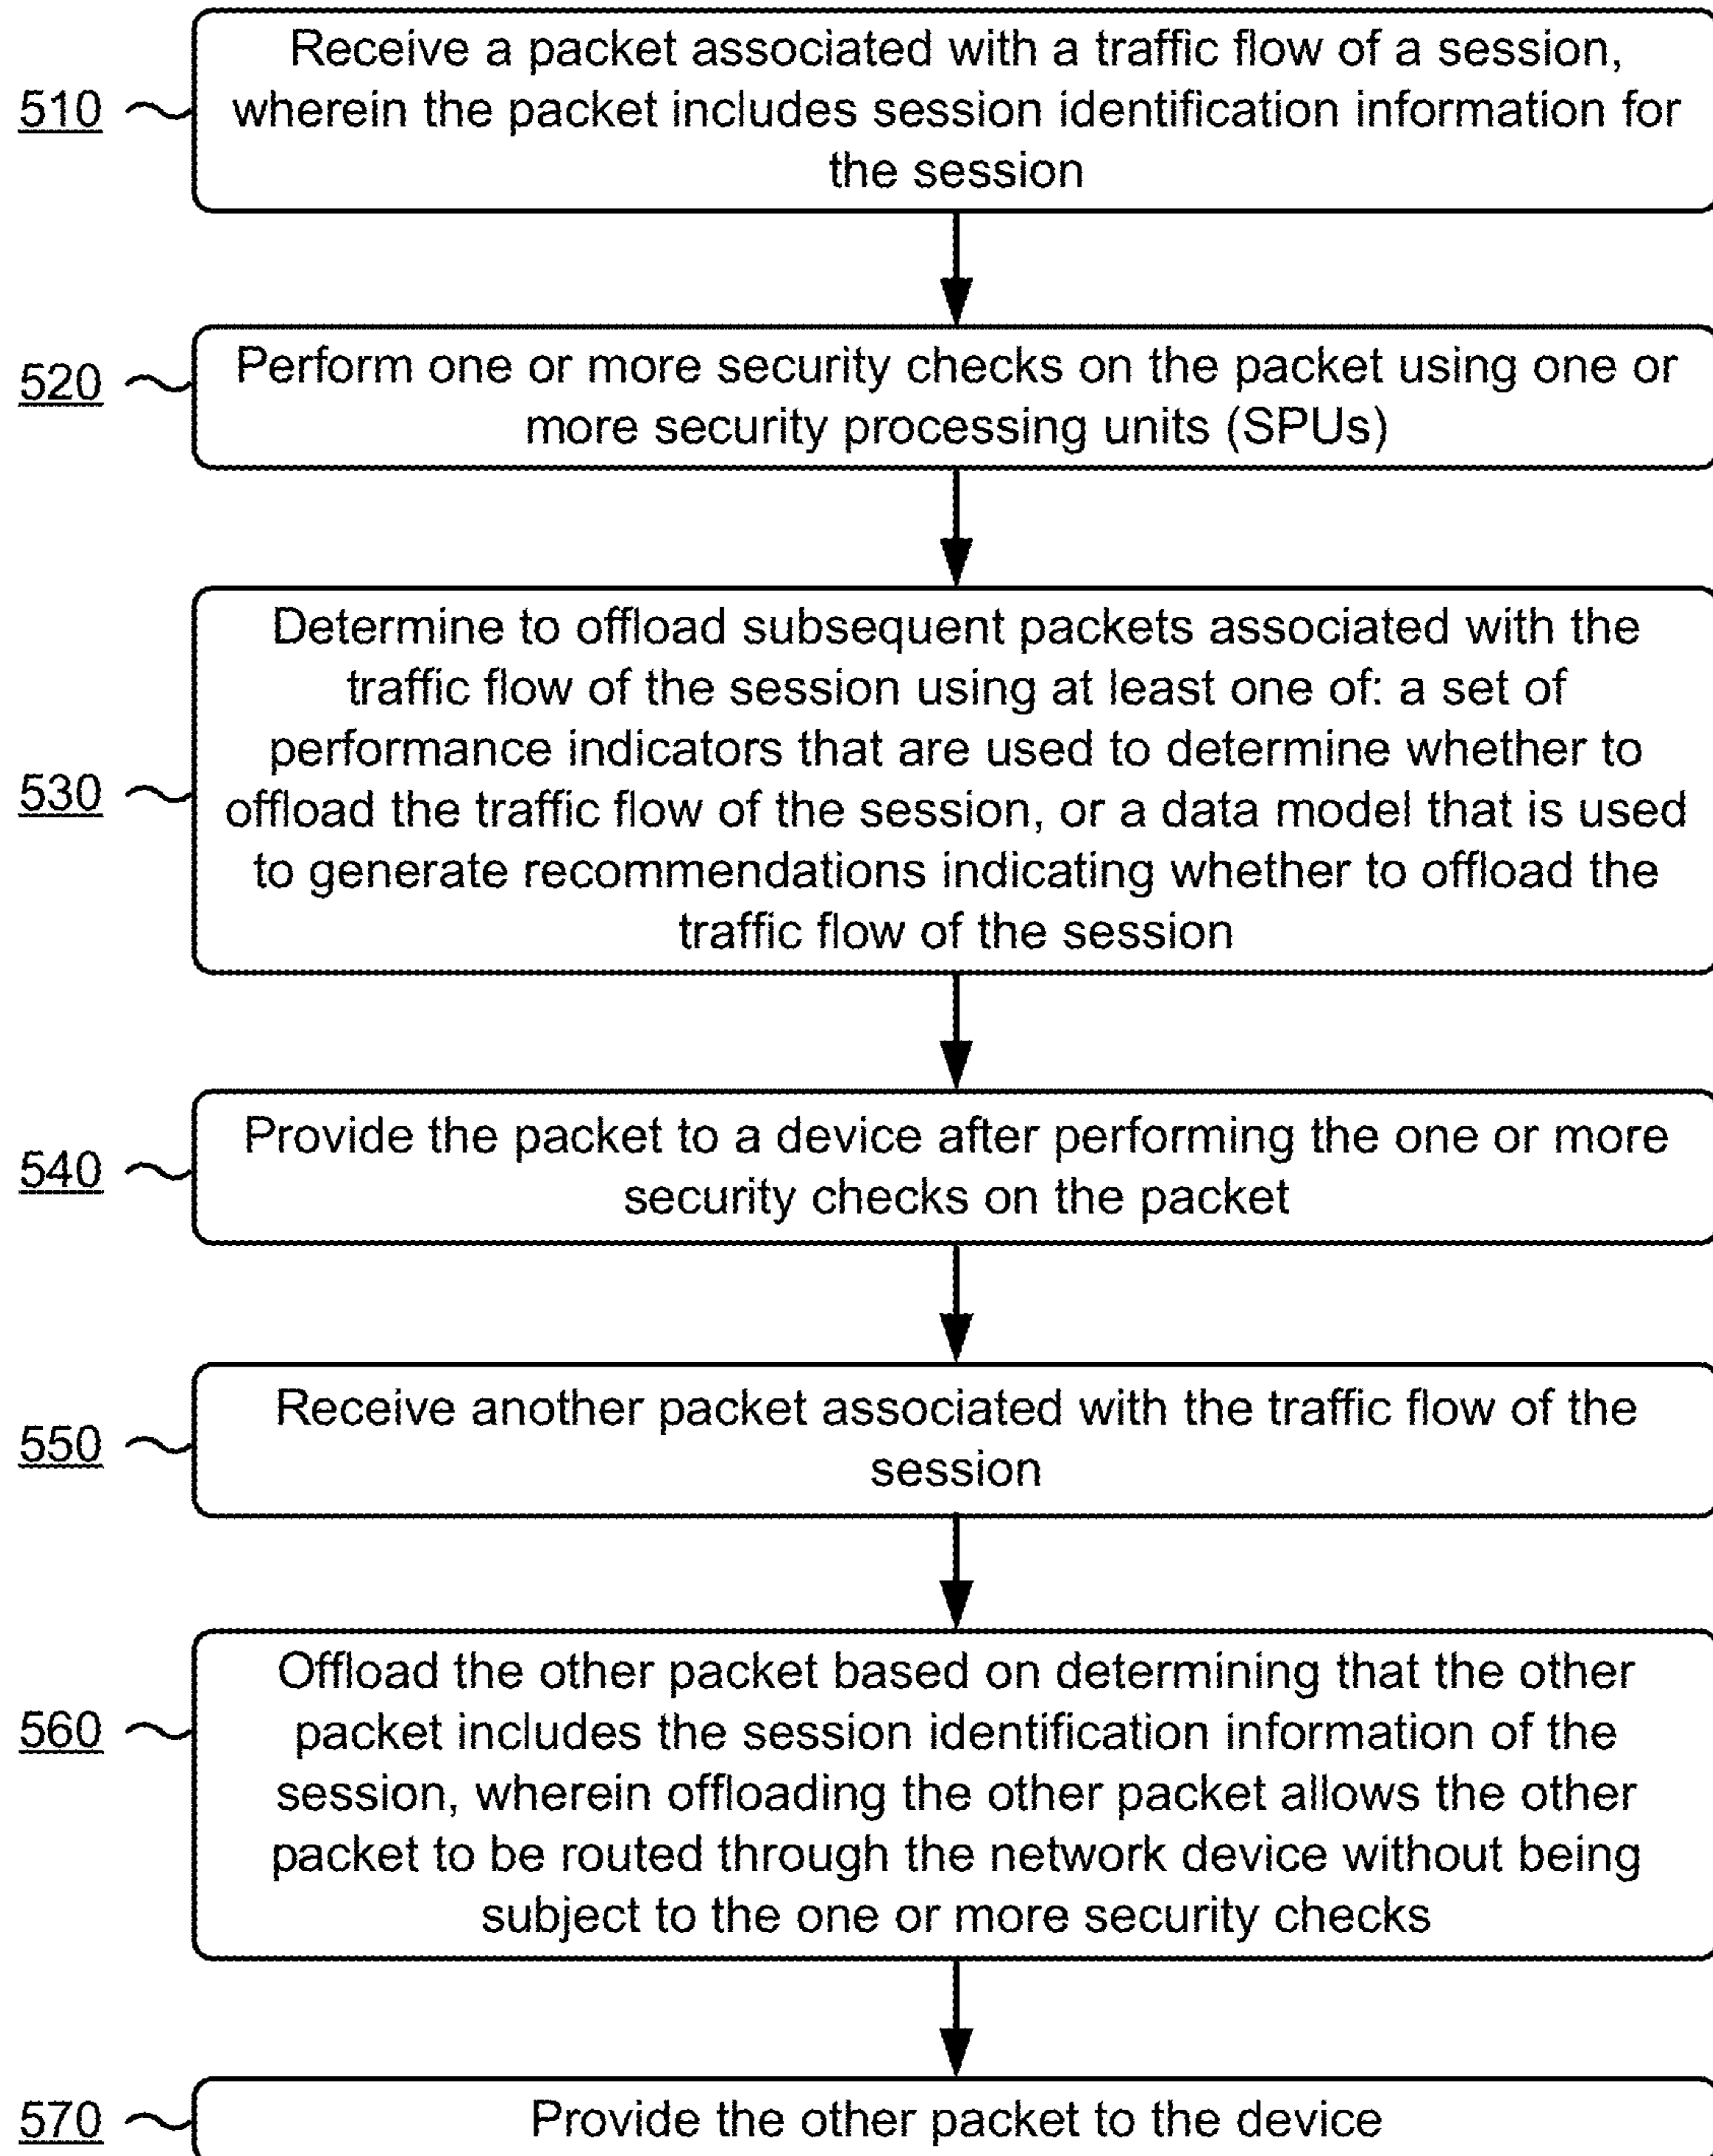 Receive a packet associated with a traffic flow of a session,
510
wherein the packet includes session identification information for
the session
520
Perform one or more security checks on the packet using one or
more security processing units (SPUs)
Determine to offload subsequent packets associated with the
traffic flow of the session using at least one of: a set of
performance indicators that are used to determine whether to
530
offload the traffic flow of the session, or a data model that is used
to generate recommendations indicating whether to offload the
traffic flow of the session
540
Provide the packet to a device after performing the one or more
security checks on the packet
550
Receive another packet associated with the traffic flow of the
session
Offload the other packet based on determining that the other
560
packet includes the session identification information of the
session, wherein offloading the other packet allows the other
packet to be routed through the network device without being
subject to the one or more security checks
570
Provide the other packet to the device